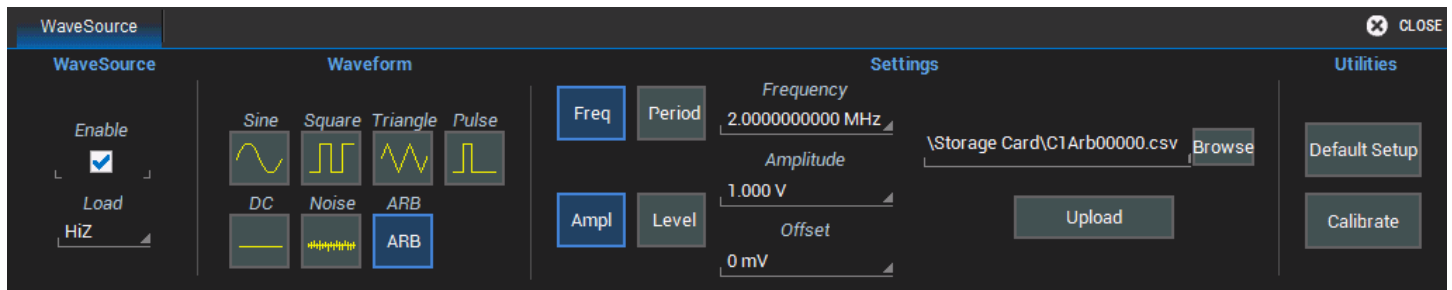 WaveSource
CLOSE
WaveSource
Enable
Load
HiZ
Waveform
Sine Square Triangle Pulse
DC Noise ARB
ARB
Settings
Freq Period
Ampl Level
Frequency
2.0000000000 MHz
Amplitude
1.000 V
Offset
0 mV
\Storage Card\C1Arb00000.csv Browse
Upload
Utilities
Default Setup
Calibrate